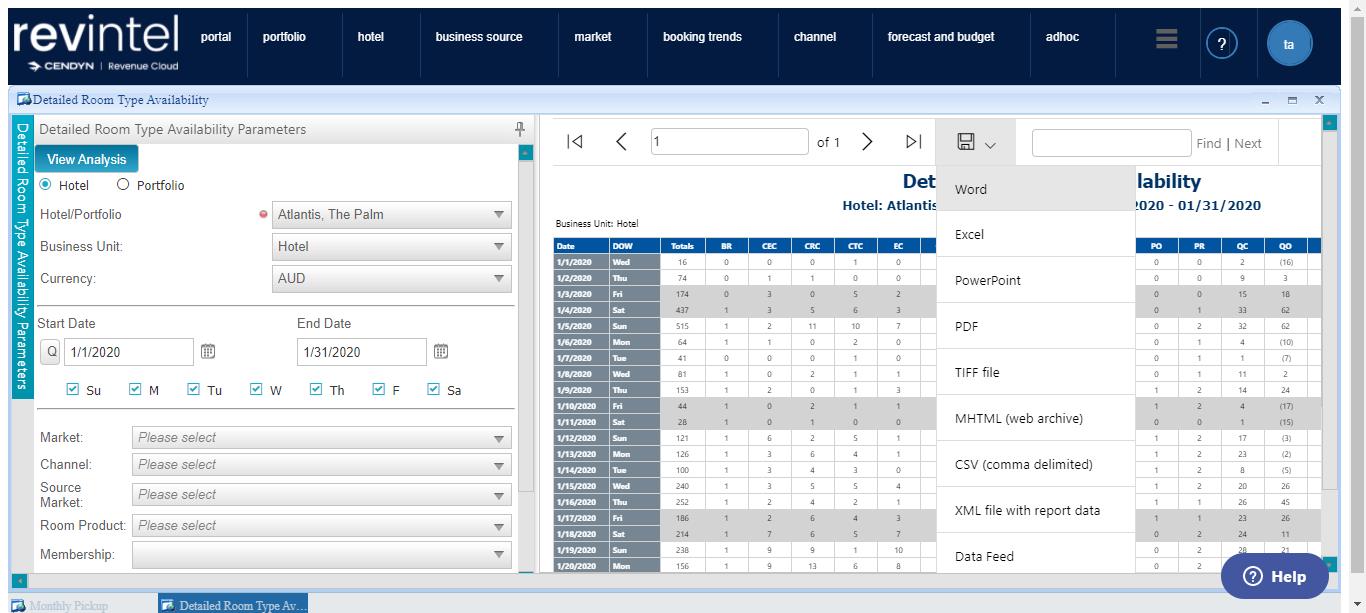 revintel
CENDYN | Revenue Cloud
portal portfolio hotel business source market booking trends channel forecast and budget adhoc ? ta
Detailed Room Type Availability
Detailed Room Type Availability Parameters
Detailed Room Type Availability Parameters
View Analysis
Hotel Portfolio
Hotel/Portfolio Atlantis, The Palm
Business Unit: Hotel
Currency: AUD
Start Date End Date
Q 1/1/2020 1/31/2020
Su M Tu W Th F Sa
Market: Please select
Channel: Please select
Source Market: Please select
Room Product: Please select
Membership:
1 of 1 Find | Next
Word
Excel
PowerPoint
PDF
TIFF file
MHTML (web archive)
CSV (comma delimited)
XML file with report data
Data Feed
Det lability
Hotel: Atlantis 2020 - 01/31/2020
Business Unit: Hotel
Date DOW Totals BR CEC CRC CTC EC PO PR QC QO
1/1/2020 Wed 16 0 0 0 1 0 0 0 2 (16)
1/2/2020 Thu 74 0 1 1 0 0 0 0 9 3
1/3/2020 Fri 174 0 3 0 5 2 0 0 15 18
1/4/2020 Sat 437 1 3 5 6 3 0 1 33 62
1/5/2020 Sun 515 1 2 11 10 7 0 2 32 62
1/6/2020 Mon 64 1 1 0 2 0 0 1 4 (10)
1/7/2020 Tue 41 0 0 0 1 0 0 1 1 (7)
1/8/2020 Wed 81 1 0 2 1 1 0 1 11 2
1/9/2020 Thu 153 1 2 0 1 3 1 2 14 24
1/10/2020 Fri 44 1 0 2 1 1 1 2 4 (17)
1/11/2020 Sat 28 1 0 1 0 0 0 0 1 (15)
1/12/2020 Sun 121 1 6 2 5 1 1 2 17 (3)
1/13/2020 Mon 126 1 3 6 4 1 1 2 23 (2)
1/14/2020 Tue 100 1 3 4 3 0 1 2 8 (5)
1/15/2020 Wed 240 1 3 5 5 4 1 2 20 26
1/16/2020 Thu 252 1 2 4 2 1 1 1 26 45
1/17/2020 Fri 186 1 2 6 4 3 1 1 23 26
1/18/2020 Sat 214 1 7 6 5 7 0 2 24 11
1/19/2020 Sun 238 1 9 9 1 10 0 2 28 21
1/20/2020 Mon 156 1 9 13 6 8 0 2
? Help
Monthly Pickup Detailed Room Type Av...